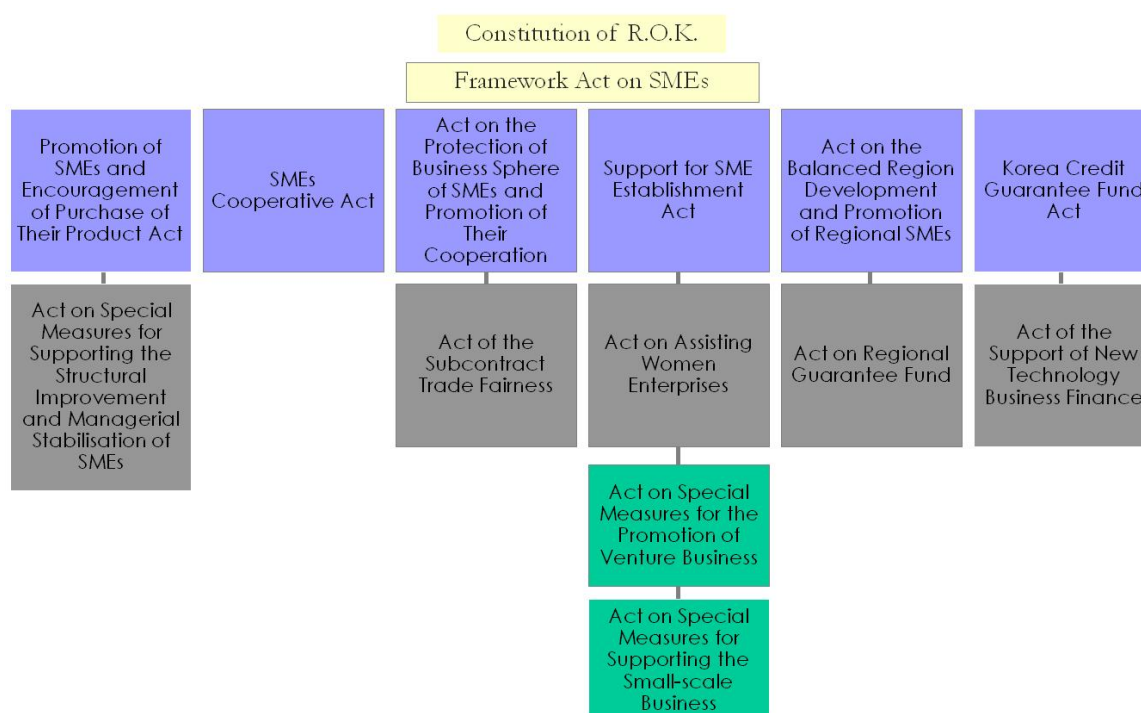 Constitution of R.O.K.
Framework Act on SMEs
Promotion of
SMEs and
Encouragement
of Purchase of
Their Product Act
SMEs
Cooperative Act
Act on the
Protection of
Business Sphere
of SMEs and
Promotion of
Their
Cooperation
Support for SME
Establishment
Act
Act on the
Balanced Region
Development
and Promotion
of Regional SMEs
Korea Credit
Guarantee Fund
Act
Act on Special
Measures for
Supporting the
Structural
Improvement
and Managerial
Stabilisation of
SMEs
Act of the
Subcontract
Trade Fairness
Act on Assisting
Women
Enterprises
Act on Regional
Guarantee Fund
Act of the
Support of New
Technology
Business Finance
Act on Special
Measures for the
Promotion of
Venture Business
Act on Special
Measures for
Supporting the
Small-scale
Business